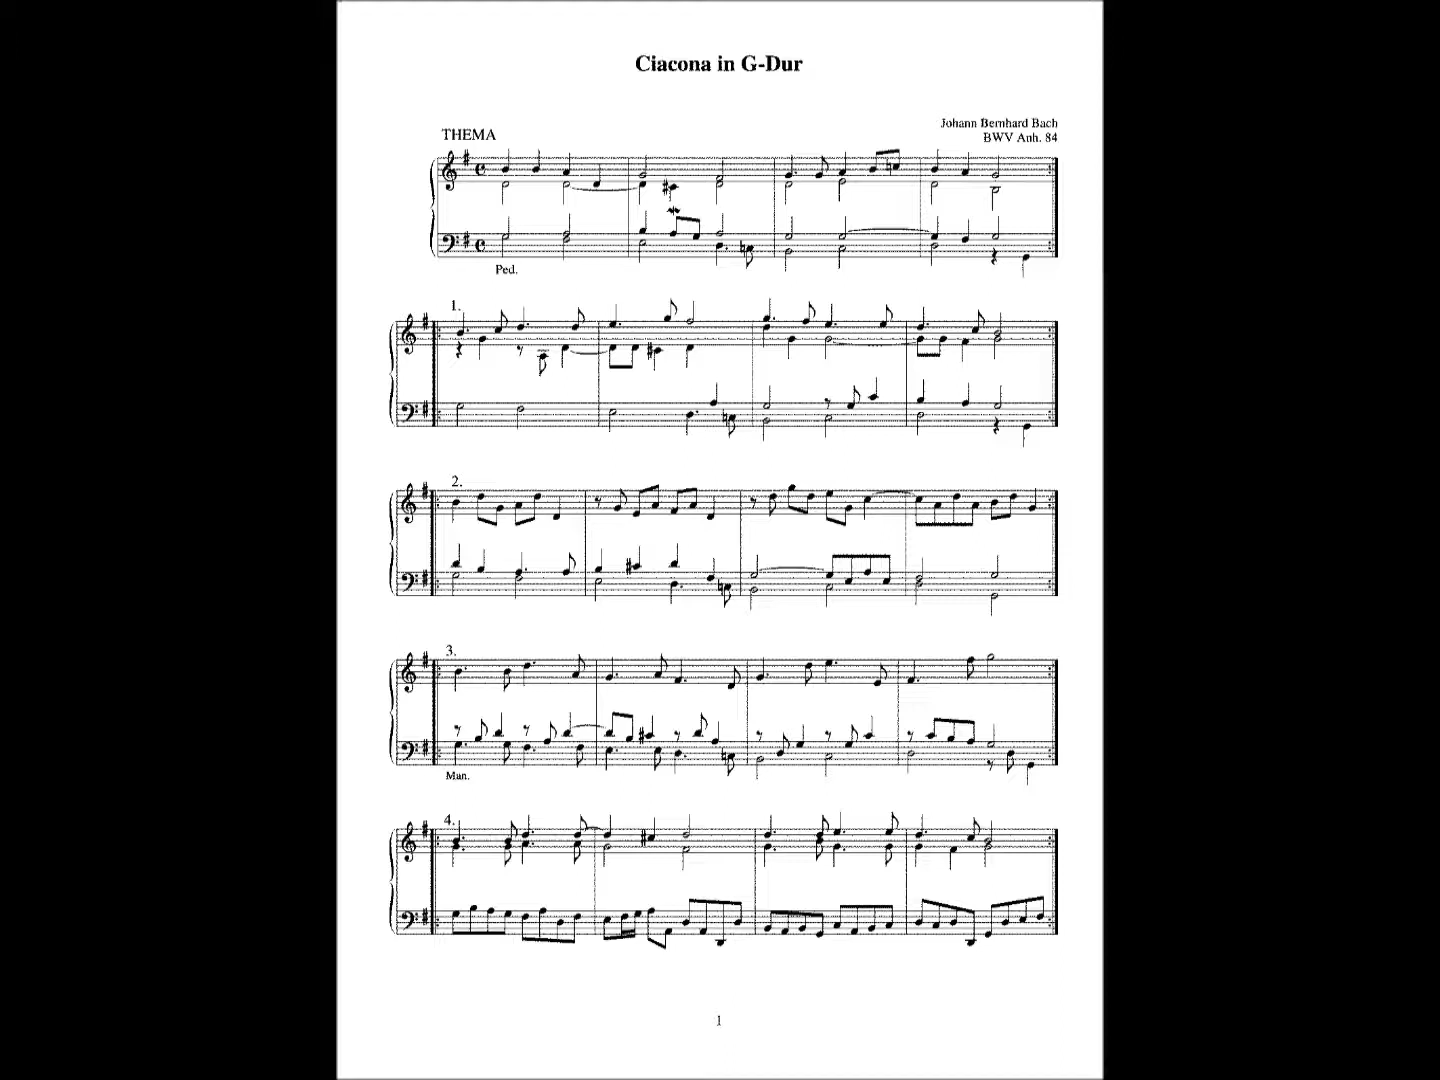 Ciacona in G-Dur
Johann Bernhard Bach
BWV Anh. 84
THEMA
Ped.
1.
2.
3.
Man.
4.
1